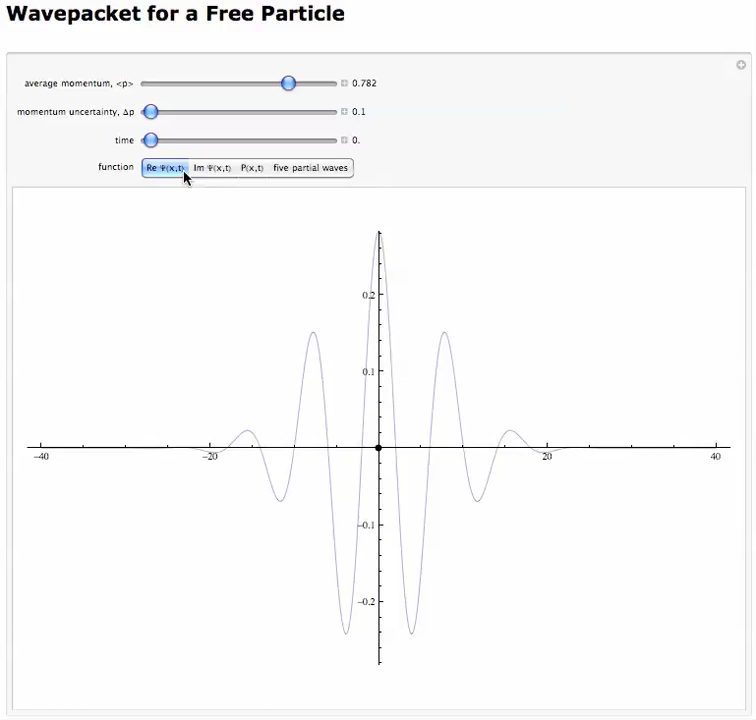 Wavepacket for a Free Particle
average momentum, <p> 0.782
momentum uncertainty, Δp 0.1
time 0.
function Re Ψ(x,t) Im Ψ(x,t) P(x,t) five partial waves
0.2
0.1
−40 −20 20 40
−0.1
−0.2